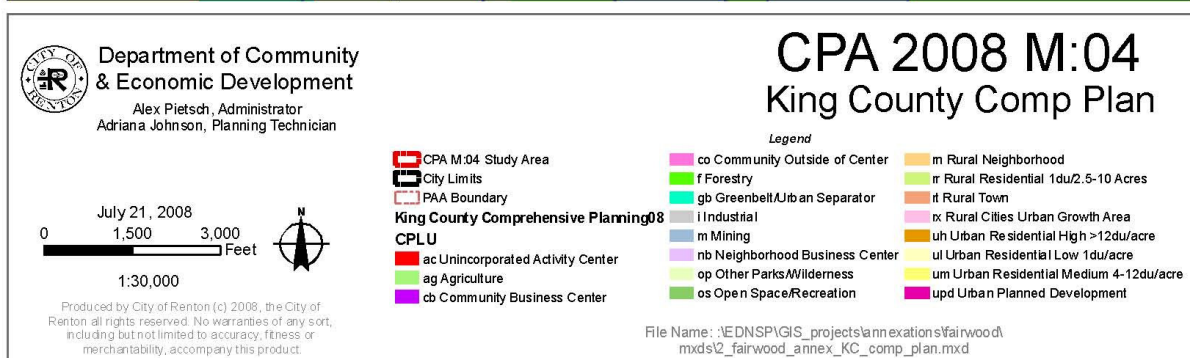 CITY OF
RENTON
Department of Community
& Economic Development
Alex Pietsch, Administrator
Adriana Johnson, Planning Technician
July 21, 2008
0 1,500 3,000
Feet
N
1:30,000
Produced by City of Renton (c) 2008, the City of
Renton all rights reserved. No warranties of any sort,
including but not limited to accuracy, fitness or
merchantability, accompany this product.
CPA 2008 M:04
King County Comp Plan
Legend
CPA M:04 Study Area
City Limits
PAA Boundary
King County Comprehensive Planning08
CPLU
ac Unincorporated Activity Center
ag Agriculture
cb Community Business Center
co Community Outside of Center
f Forestry
gb Greenbelt/Urban Separator
i Industrial
m Mining
nb Neighborhood Business Center
op Other Parks/Wilderness
os Open Space/Recreation
rn Rural Neighborhood
rr Rural Residential 1du/2.5-10 Acres
rt Rural Town
rx Rural Cities Urban Growth Area
uh Urban Residential High >12du/acre
ul Urban Residential Low 1du/acre
um Urban Residential Medium 4-12du/acre
upd Urban Planned Development
File Name: :\EDNSP\GIS_projects\annexations\fairwood\
mxds\2_fairwood_annex_KC_comp_plan.mxd